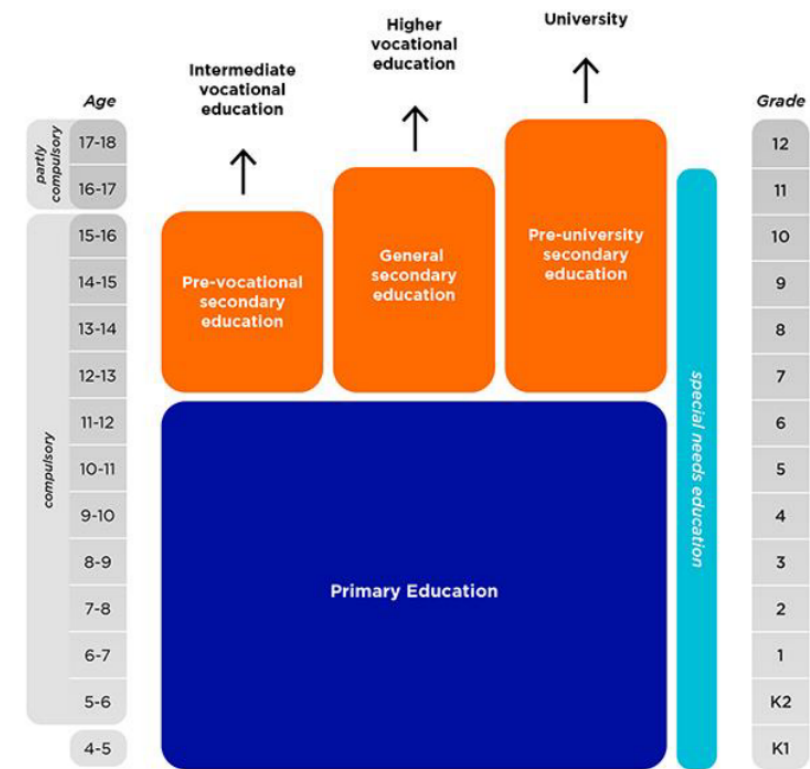 Higher
vocational
education
University
Intermediate
vocational
education
Age
Grade
partly
compulsory
17-18
12
16-17
11
15-16
10
14-15
9
13-14
8
12-13
7
11-12
6
10-11
5
9-10
4
8-9
3
7-8
2
6-7
1
5-6
K2
4-5
K1
compulsory
Pre-vocational
secondary
education
General
secondary
education
Pre-university
secondary
education
special needs education
Primary Education